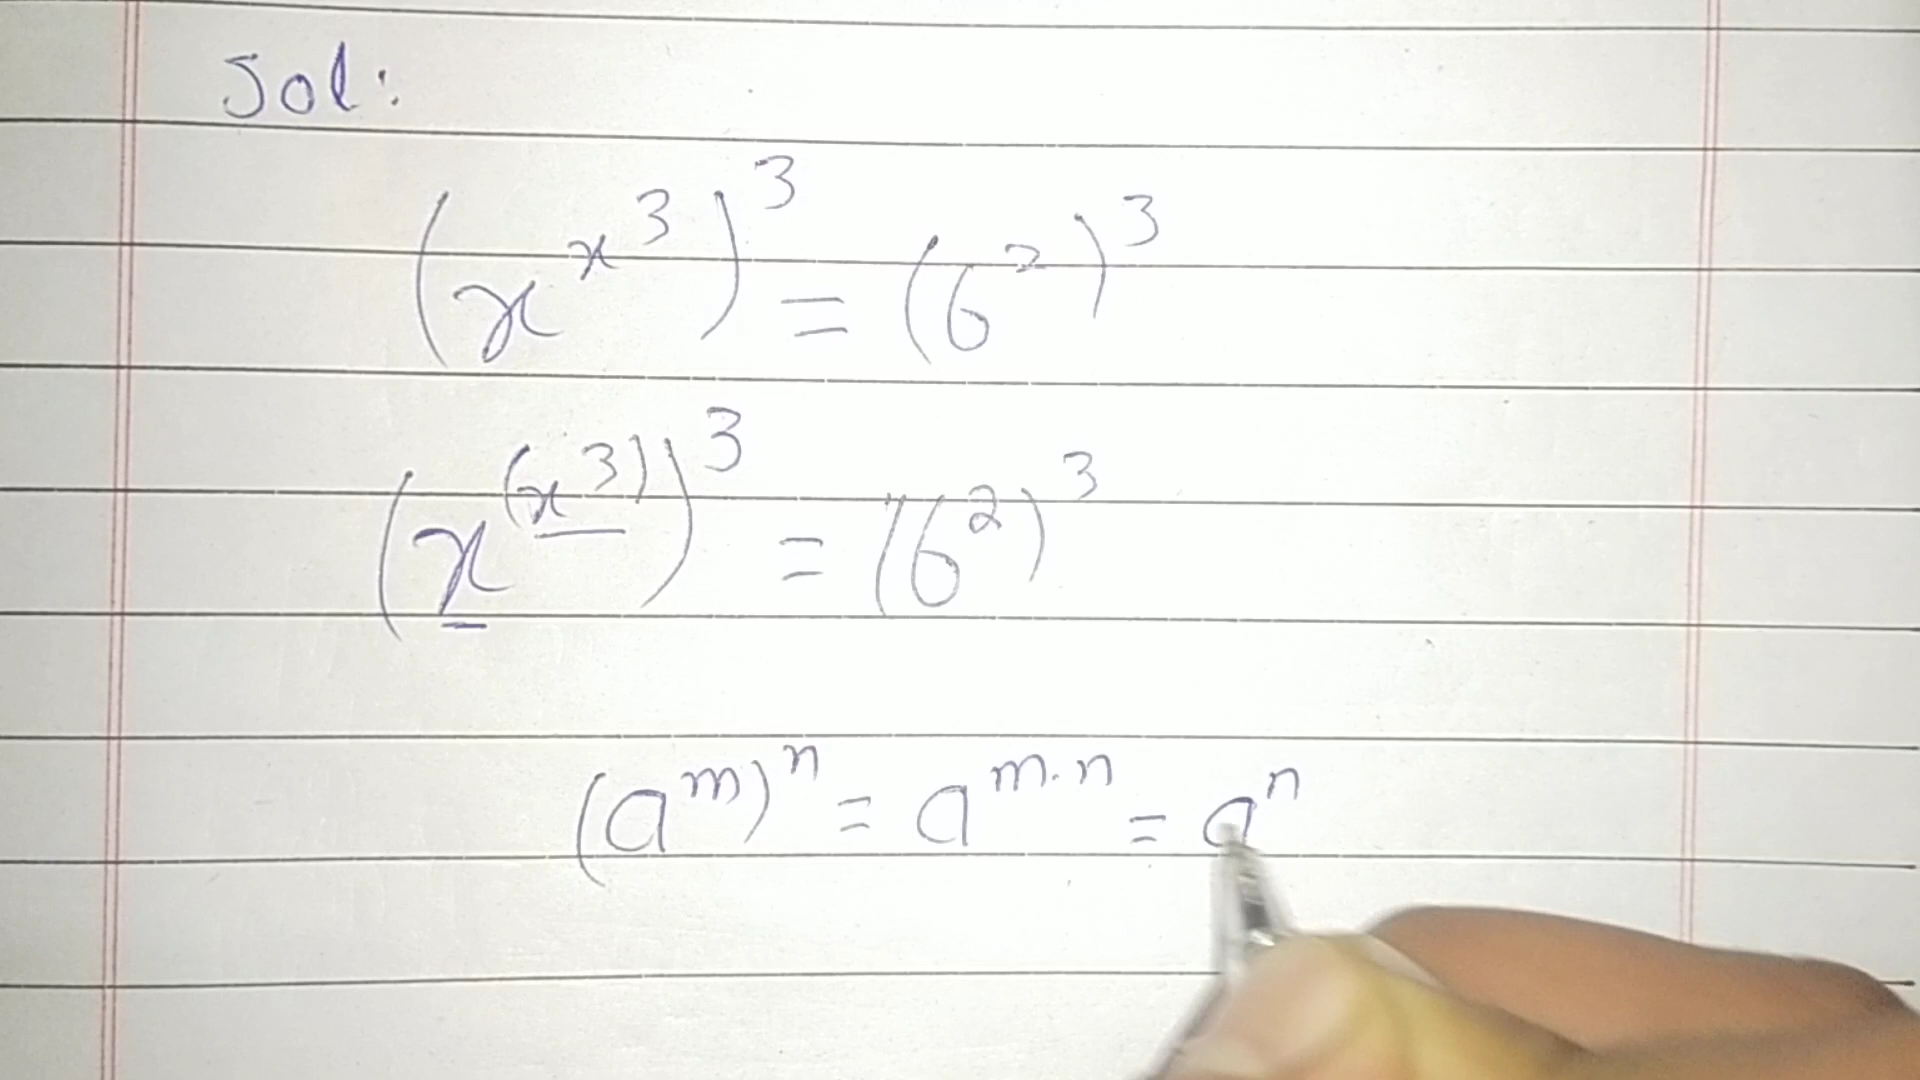 Sol:
(x^x^3)^3 = (6^2)^3
(x^(x^3))^3 = (6^2)^3
(a^m)^n = a^m·n = a^n